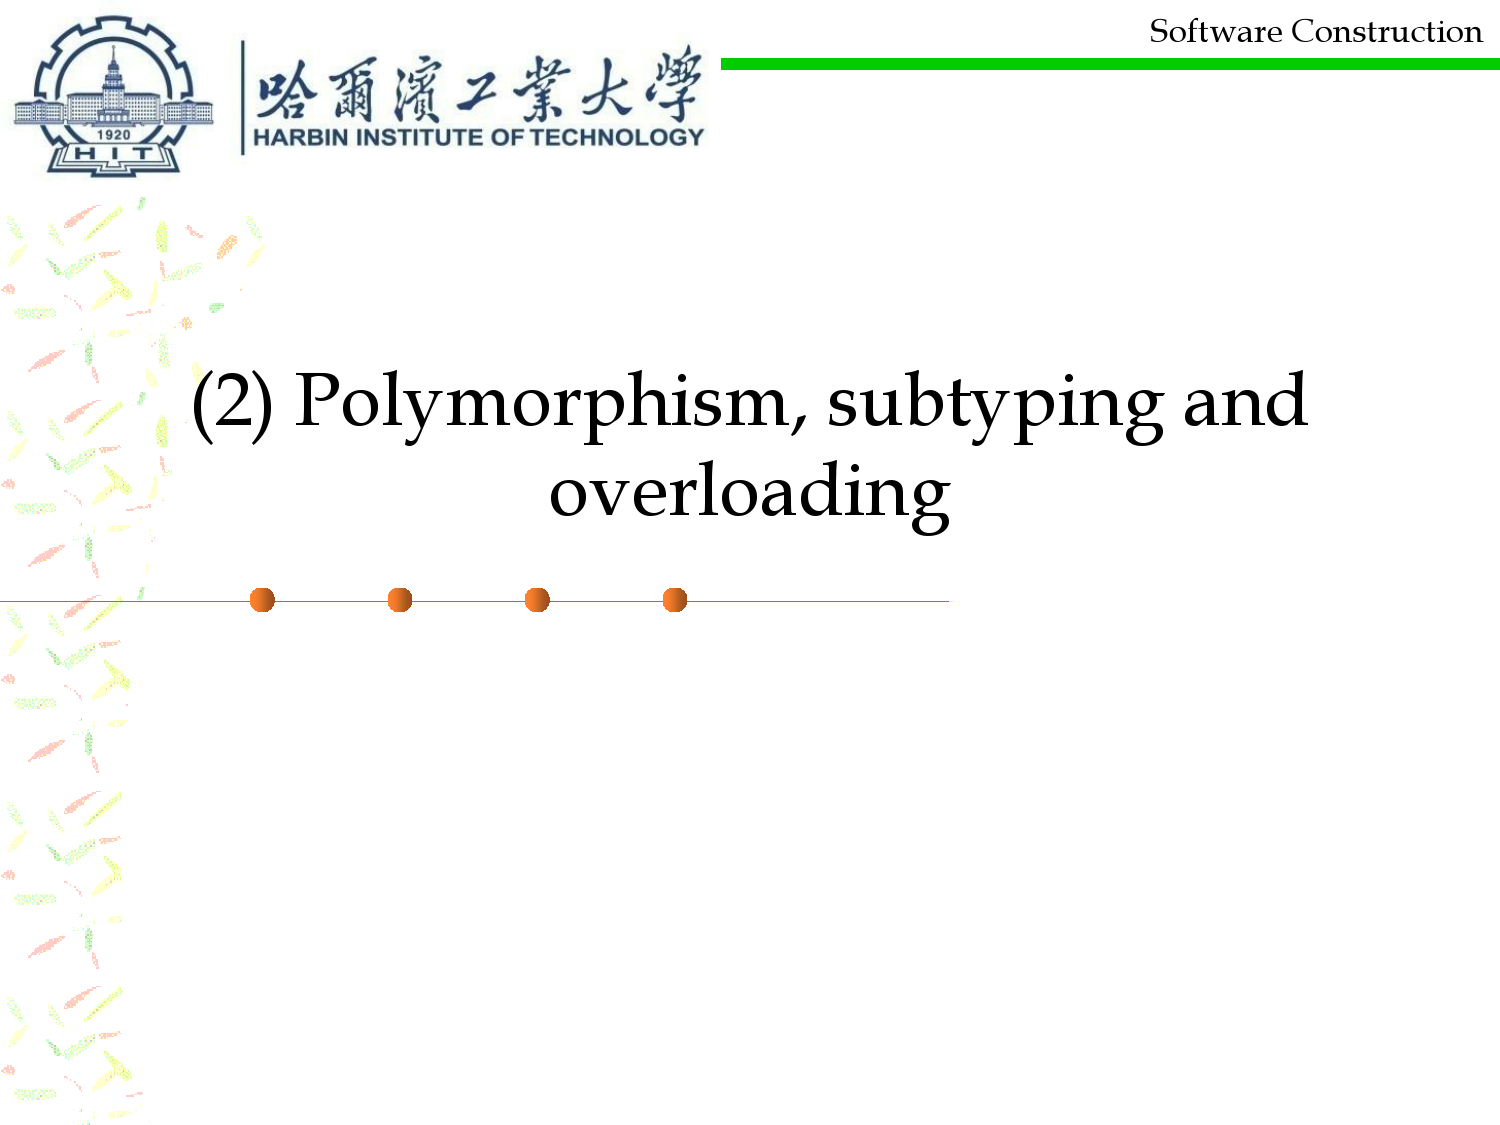 Software Construction
哈爾濱工業大學
HARBIN INSTITUTE OF TECHNOLOGY
1920
HIT
(2) Polymorphism, subtyping and
overloading